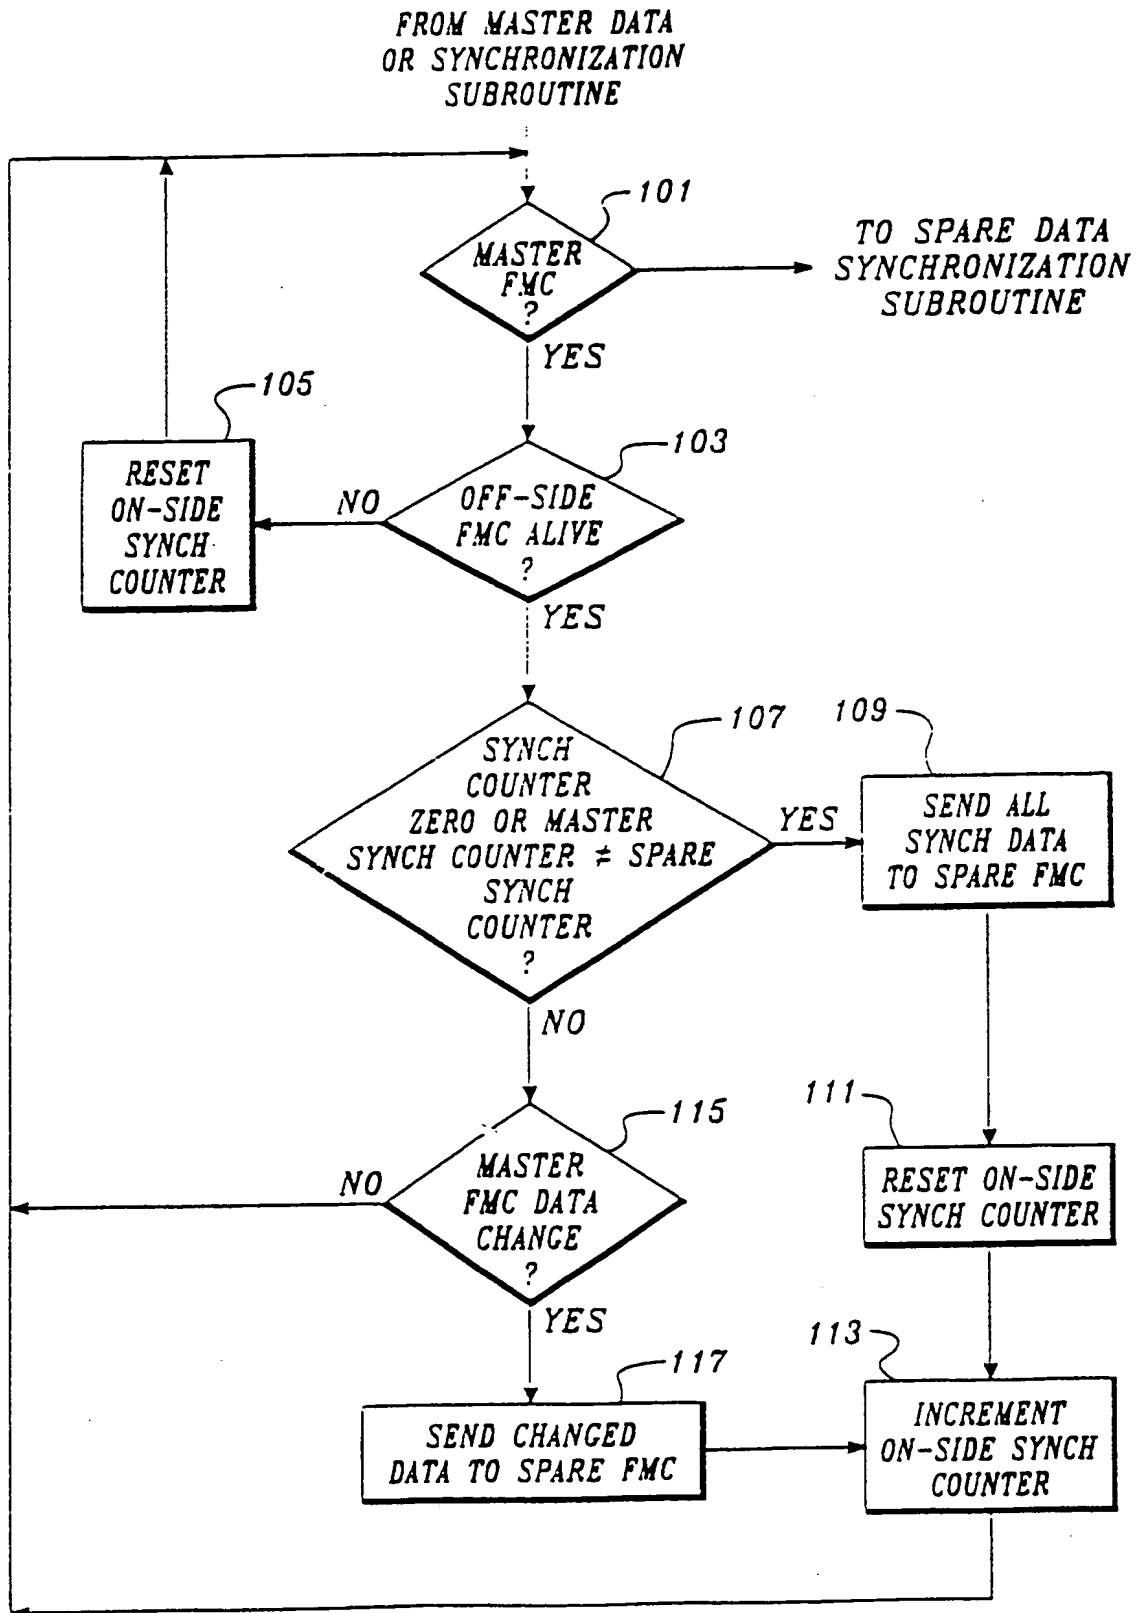 FROM MASTER DATA
OR SYNCHRONIZATION
SUBROUTINE
101
MASTER
FMC
?
TO SPARE DATA
SYNCHRONIZATION
SUBROUTINE
YES
105
RESET
ON-SIDE
SYNCH
COUNTER
NO
103
OFF-SIDE
FMC ALIVE
?
YES
107
SYNCH
COUNTER
ZERO OR MASTER
SYNCH COUNTER ≠ SPARE
SYNCH
COUNTER
?
YES
109
SEND ALL
SYNCH DATA
TO SPARE FMC
NO
111
RESET ON-SIDE
SYNCH COUNTER
115
MASTER
FMC DATA
CHANGE
?
NO
YES
117
SEND CHANGED
DATA TO SPARE FMC
113
INCREMENT
ON-SIDE SYNCH
COUNTER